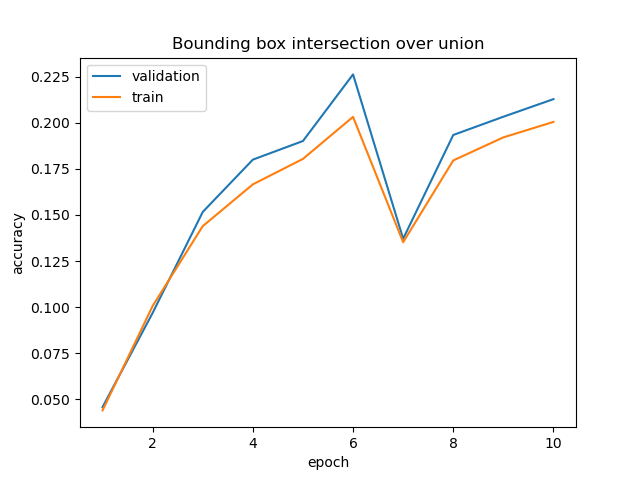 Bounding box intersection over union
validation
train
0.225
0.200
0.175
0.150
0.125
0.100
0.075
0.050
accuracy
2 4 6 8 10
epoch